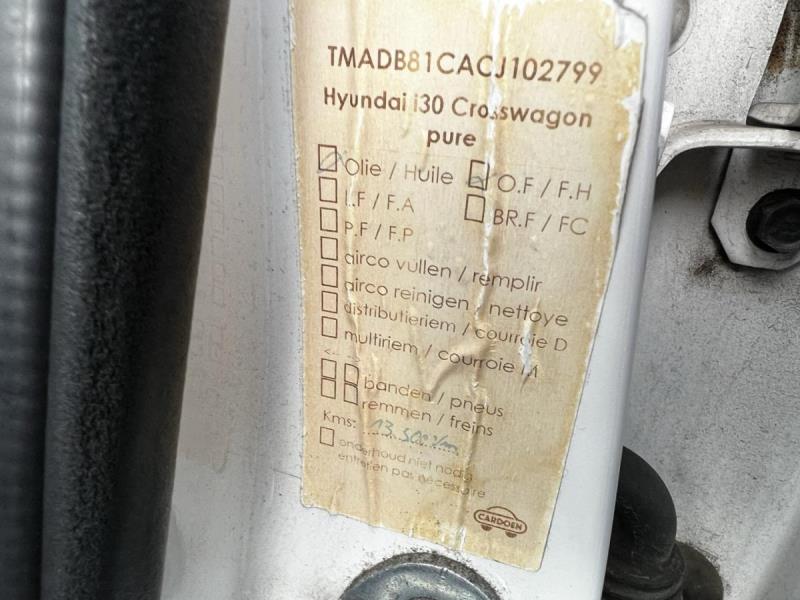 TMADB81CACJ102799
Hyundai i30 Crosswagon
pure
Olie / Huile O.F / F.H
I.F / F.A BR.F / FC
P.F / F.P
airco vullen / remplir
airco reinigen / nettoye
distributieriem / courroie D
multiriem / courroie M
<-- -->
banden / pneus
remmen / freins
Kms: 13.500 km
onderhoud niet nodig
entretien pas nécessaire
CARDOEN